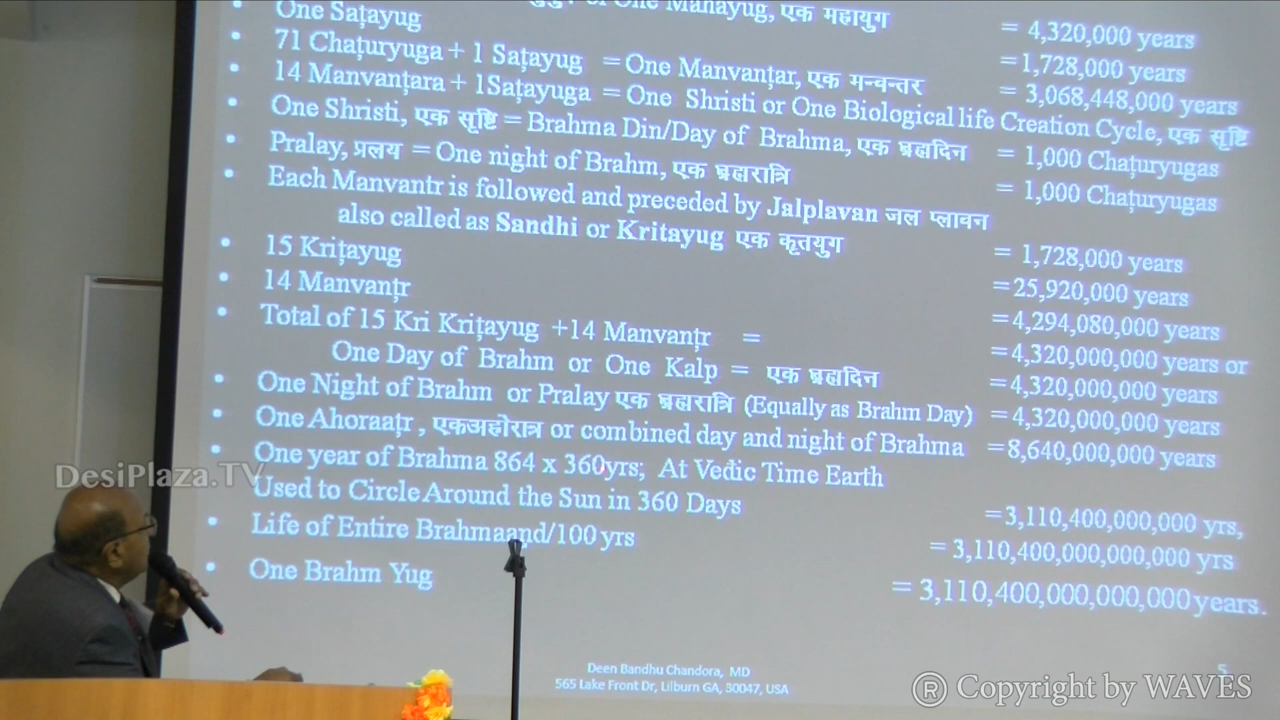 of One Mahayug, एक महायुग = 4,320,000 years
• One Saṭayug =1,728,000 years
• 71 Chaṭuryuga + 1 Saṭayug = One Manvanṭar, एक मन्वन्तर = 3,068,448,000 years
• 14 Manvanṭara + 1Saṭayuga = One Shristi or One Biological life Creation Cycle, एक सृष्टि
• One Shristi, एक सृष्टि = Brahma Din/Day of Brahma, एक ब्रह्मदिन = 1,000 Chaṭuryugas
• Pralay, प्रलय = One night of Brahm, एक ब्रह्मरात्रि = 1,000 Chaṭuryugas
• Each Manvantr is followed and preceded by Jalplavan जल प्लावन
also called as Sandhi or Kritayug एक कृतयुग = 1,728,000 years
• 15 Kriṭayug =25,920,000 years
• 14 Manvanṭr =4,294,080,000 years
• Total of 15 Kri Kriṭayug +14 Manvanṭr = =4,320,000,000 years or
One Day of Brahm or One Kalp = एक ब्रह्मदिन =4,320,000,000 years
• One Night of Brahm or Pralay एक ब्रह्मरात्रि (Equally as Brahm Day) =4,320,000,000 years
• One Ahoraaṭr , एकअहोरात्र or combined day and night of Brahma =8,640,000,000 years
• One year of Brahma 864 x 360yrs; At Vedic Time Earth
Used to Circle Around the Sun in 360 Days =3,110,400,000,000 yrs,
• Life of Entire Brahmaand/100 yrs = 3,110,400,000,000,000 yrs
• One Brahm Yug = 3,110,400,000,000,000 years.
Deen Bandhu Chandora, MD
565 Lake Front Dr, Lilburn GA, 30047, USA
5
DesiPlaza.TV
® Copyright by WAVES